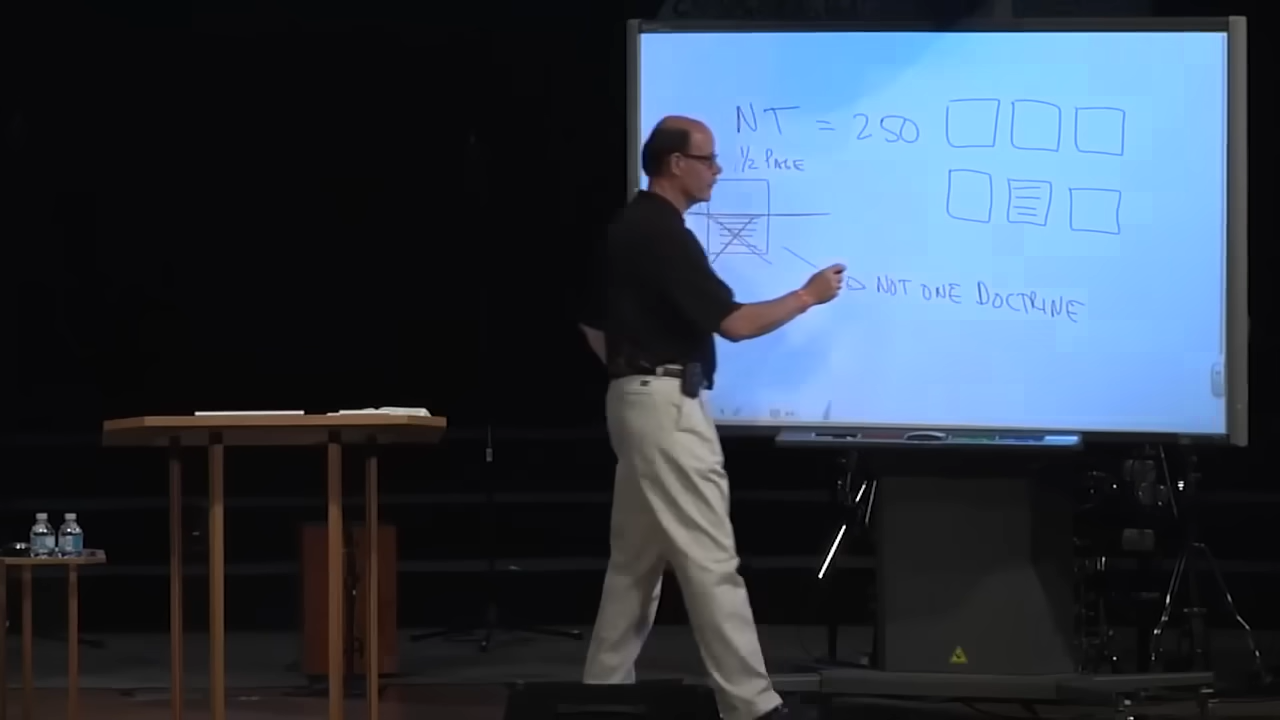 NT = 250
1/2 PAGE
NOT ONE DOCTRINE